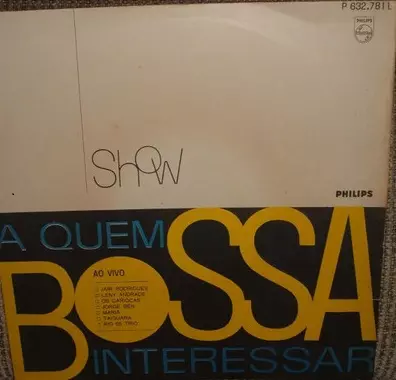 P 632.781 L
PHILIPS
Show
PHILIPS
A QUEM
BOSSA
AO VIVO
JAIR RODRIGUES
LENY ANDRADE
OS CARIOCAS
JORGE BEN
MARIA
TAIGUARA
RIO 65 TRIO
INTERESSAR